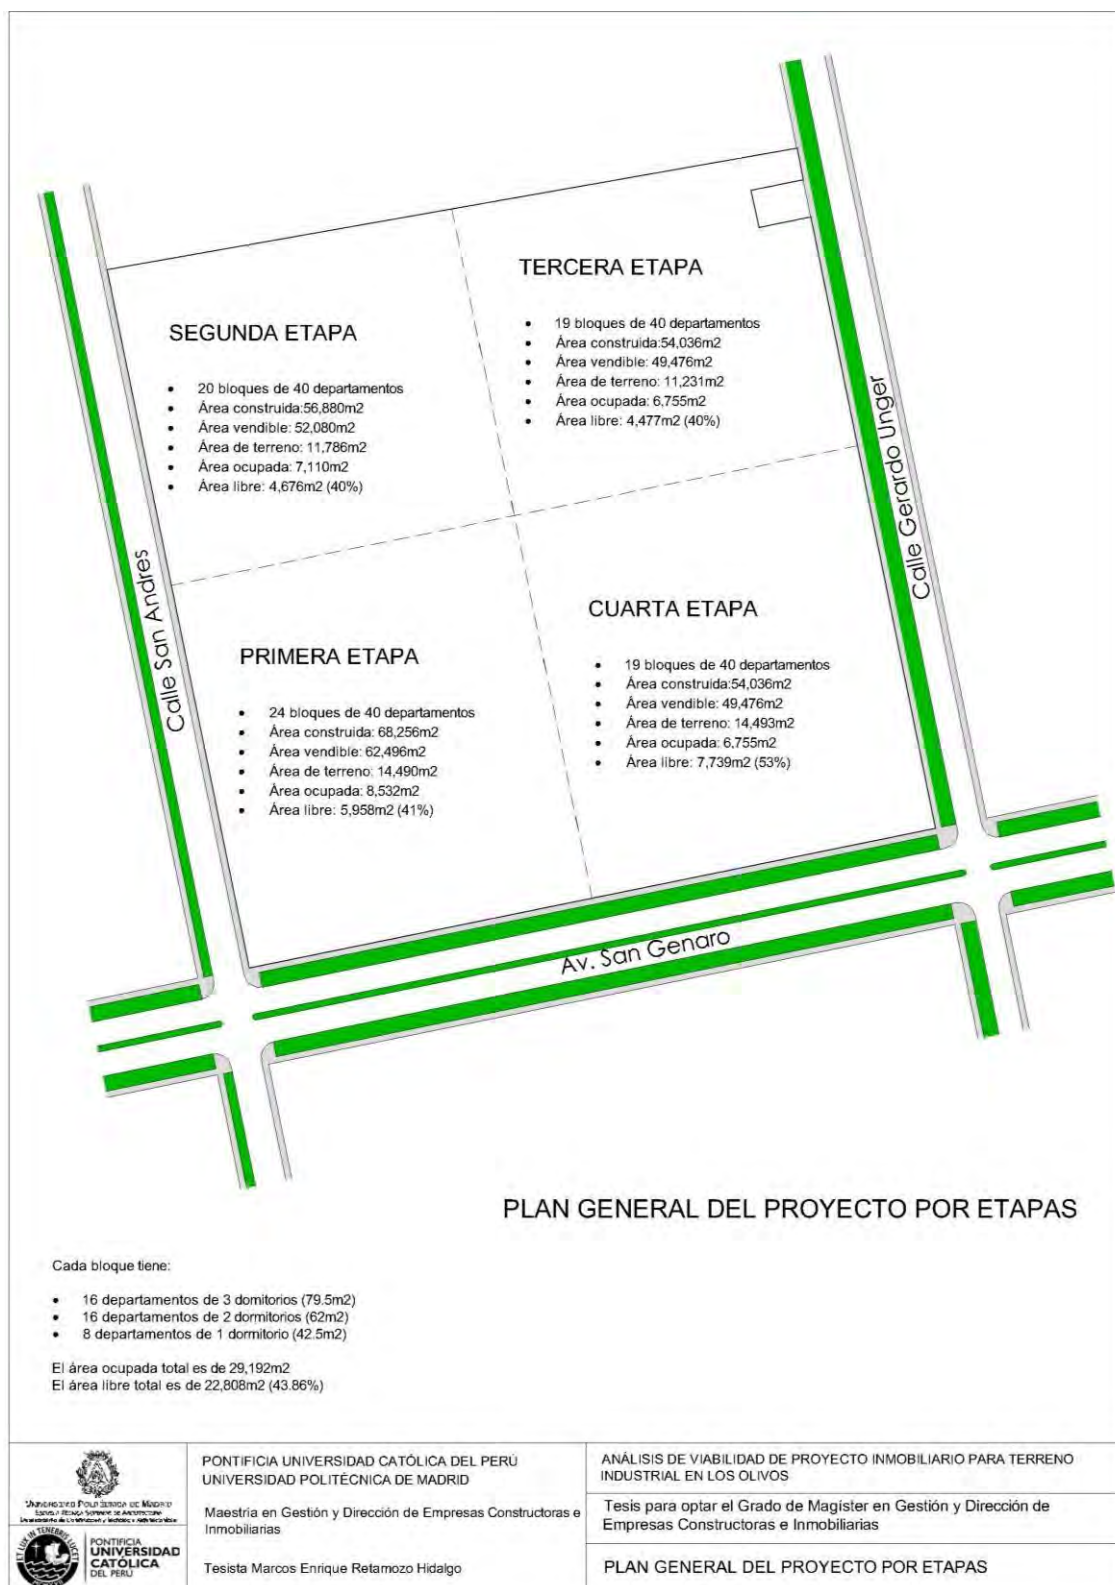 TERCERA ETAPA
• 19 bloques de 40 departamentos
• Área construida:54,036m2
• Área vendible: 49,476m2
• Área de terreno: 11,231m2
• Área ocupada: 6,755m2
• Área libre: 4,477m2 (40%)
SEGUNDA ETAPA
• 20 bloques de 40 departamentos
• Área construida:56,880m2
• Área vendible: 52,080m2
• Área de terreno: 11,786m2
• Área ocupada: 7,110m2
• Área libre: 4,676m2 (40%)
Calle Gerardo Unger
Calle San Andres
CUARTA ETAPA
• 19 bloques de 40 departamentos
• Área construida:54,036m2
• Área vendible: 49,476m2
• Área de terreno: 14,493m2
• Área ocupada: 6,755m2
• Área libre: 7,739m2 (53%)
PRIMERA ETAPA
• 24 bloques de 40 departamentos
• Área construida: 68,256m2
• Área vendible: 62,496m2
• Área de terreno: 14,490m2
• Área ocupada: 8,532m2
• Área libre: 5,958m2 (41%)
Av. San Genaro
PLAN GENERAL DEL PROYECTO POR ETAPAS
Cada bloque tiene:
• 16 departamentos de 3 domitorios (79.5m2)
• 16 departamentos de 2 dormitorios (62m2)
• 8 departamentos de 1 dormitorio (42.5m2)
El área ocupada total es de 29,192m2
El área libre total es de 22,808m2 (43.86%)
UNIVERSIDAD POLITÉCNICA DE MADRID
ET LUX IN TENEBRIS LUCET
PONTIFICIA
UNIVERSIDAD
CATÓLICA
DEL PERÚ
PONTIFICIA UNIVERSIDAD CATÓLICA DEL PERÚ
UNIVERSIDAD POLITÉCNICA DE MADRID
Maestría en Gestión y Dirección de Empresas Constructoras e
Inmobiliarias
Tesista Marcos Enrique Retamozo Hidalgo
ANÁLISIS DE VIABILIDAD DE PROYECTO INMOBILIARIO PARA TERRENO
INDUSTRIAL EN LOS OLIVOS
Tesis para optar el Grado de Magíster en Gestión y Dirección de
Empresas Constructoras e Inmobiliarias
PLAN GENERAL DEL PROYECTO POR ETAPAS